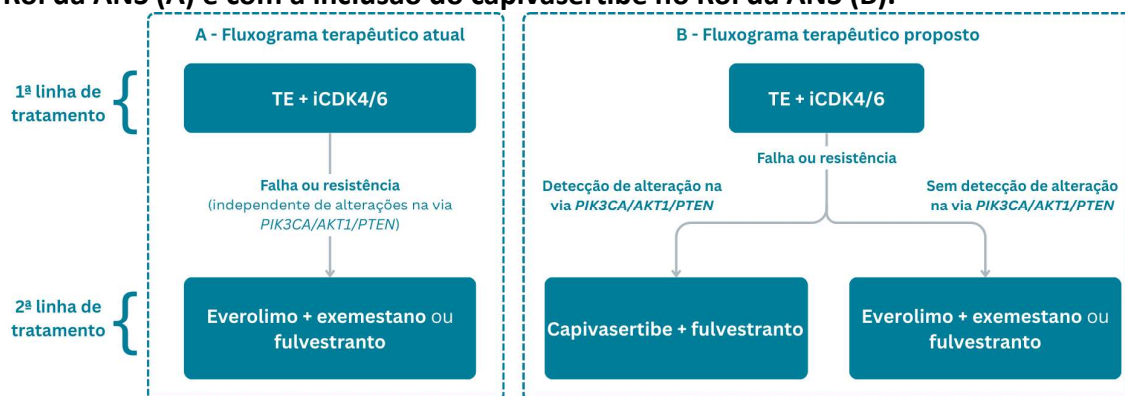 Rol da ANS (A) e com a inclusão do capivasertibe no Rol da ANS (B).
A - Fluxograma terapêutico atual
1ª linha de
tratamento
TE + iCDK4/6
Falha ou resistência
(independente de alterações na via
PIK3CA/AKT1/PTEN)
2ª linha de
tratamento
Everolimo + exemestano ou
fulvestranto
B - Fluxograma terapêutico proposto
TE + iCDK4/6
Falha ou resistência
Detecção de alteração na
via PIK3CA/AKT1/PTEN
Sem detecção de alteração
na via PIK3CA/AKT1/PTEN
Capivasertibe + fulvestranto
Everolimo + exemestano ou
fulvestranto